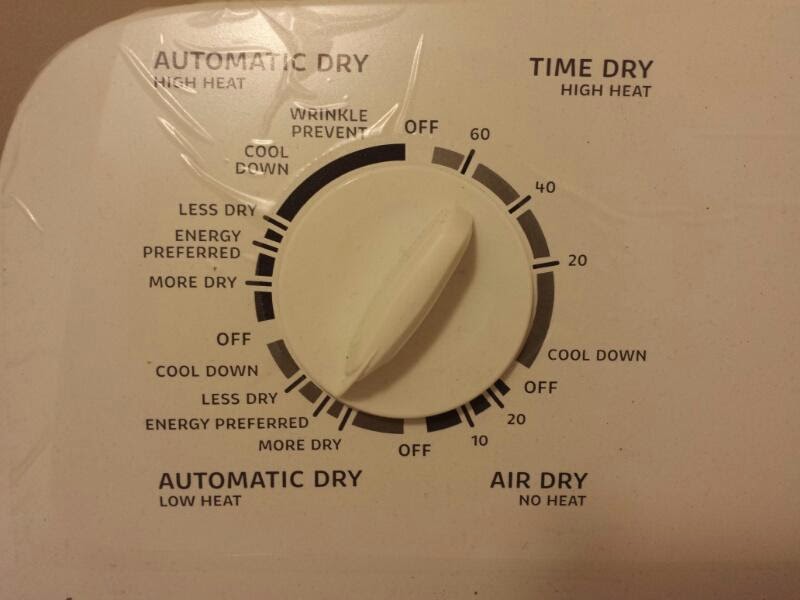 AUTOMATIC DRY
HIGH HEAT
TIME DRY
HIGH HEAT
WRINKLE
PREVENT
OFF
60
COOL
DOWN
40
LESS DRY
ENERGY
PREFERRED
20
MORE DRY
OFF
COOL DOWN
COOL DOWN
OFF
LESS DRY
20
ENERGY PREFERRED
10
MORE DRY
OFF
AUTOMATIC DRY
LOW HEAT
AIR DRY
NO HEAT